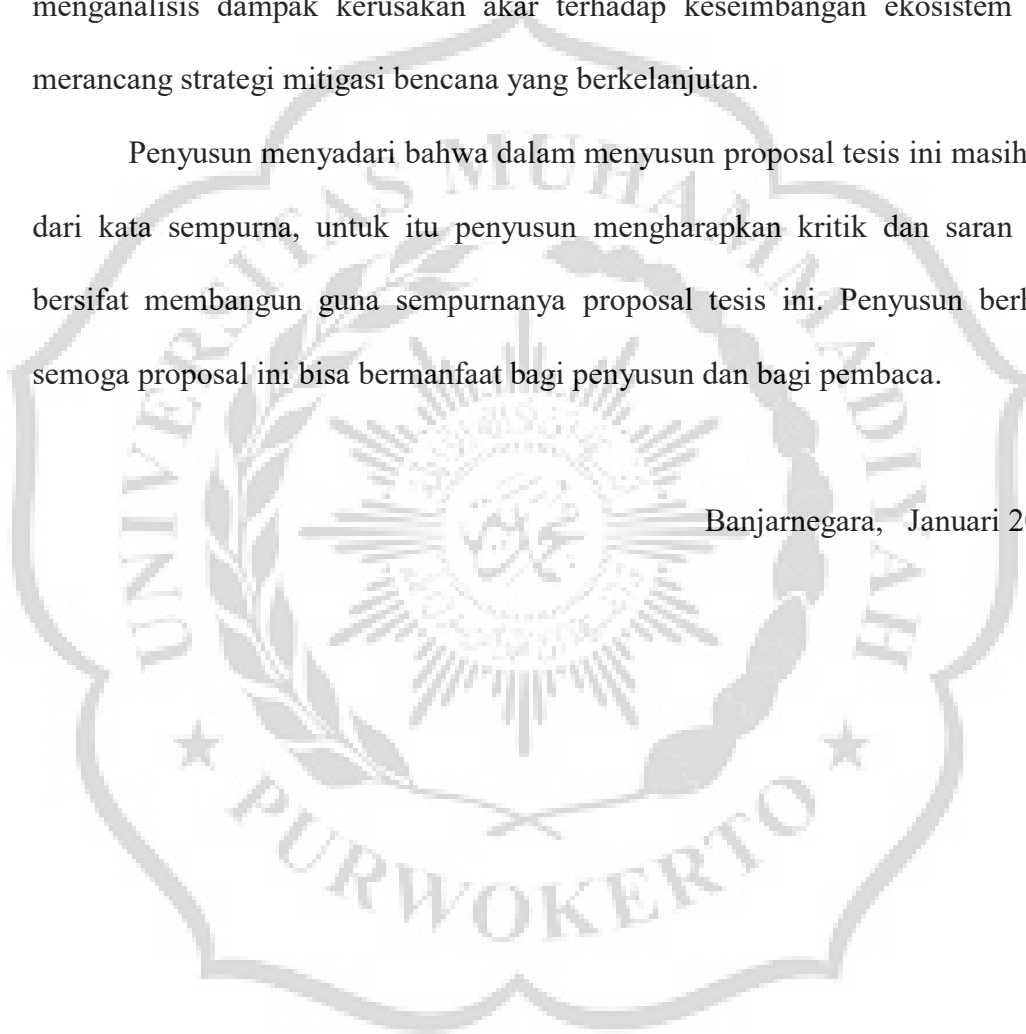 menganalisis dampak kerusakan akar terhadap keseimbangan ekosistem
merancang strategi mitigasi bencana yang berkelanjutan.
Penyusun menyadari bahwa dalam menyusun proposal tesis ini masih
dari kata sempurna, untuk itu penyusun mengharapkan kritik dan saran
bersifat membangun guna sempurnanya proposal tesis ini. Penyusun
semoga proposal ini bisa bermanfaat bagi penyusun dan bagi pembaca.
Banjarnegara, Januari
UNIVERSITAS MUHAMMADIYAH
PURWOKERTO